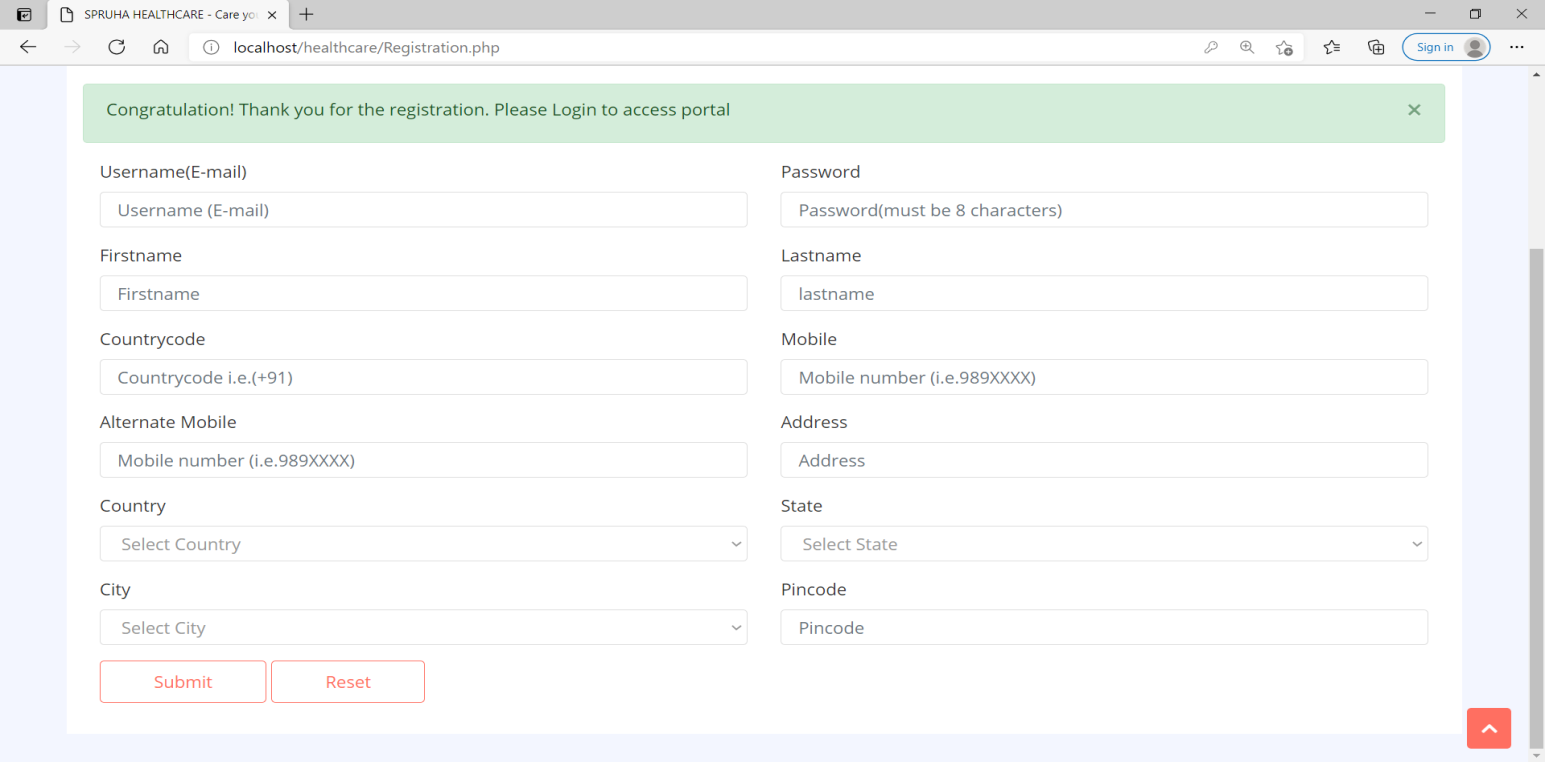 SPRUHA HEALTHCARE - Care yo
localhost/healthcare/Registration.php
Sign in
Congratulation! Thank you for the registration. Please Login to access portal
Username(E-mail) Password
Username (E-mail) Password(must be 8 characters)
Firstname Lastname
Firstname lastname
Countrycode Mobile
Countrycode i.e.(+91) Mobile number (i.e.989XXXX)
Alternate Mobile Address
Mobile number (i.e.989XXXX) Address
Country State
Select Country Select State
City Pincode
Select City Pincode
Submit Reset